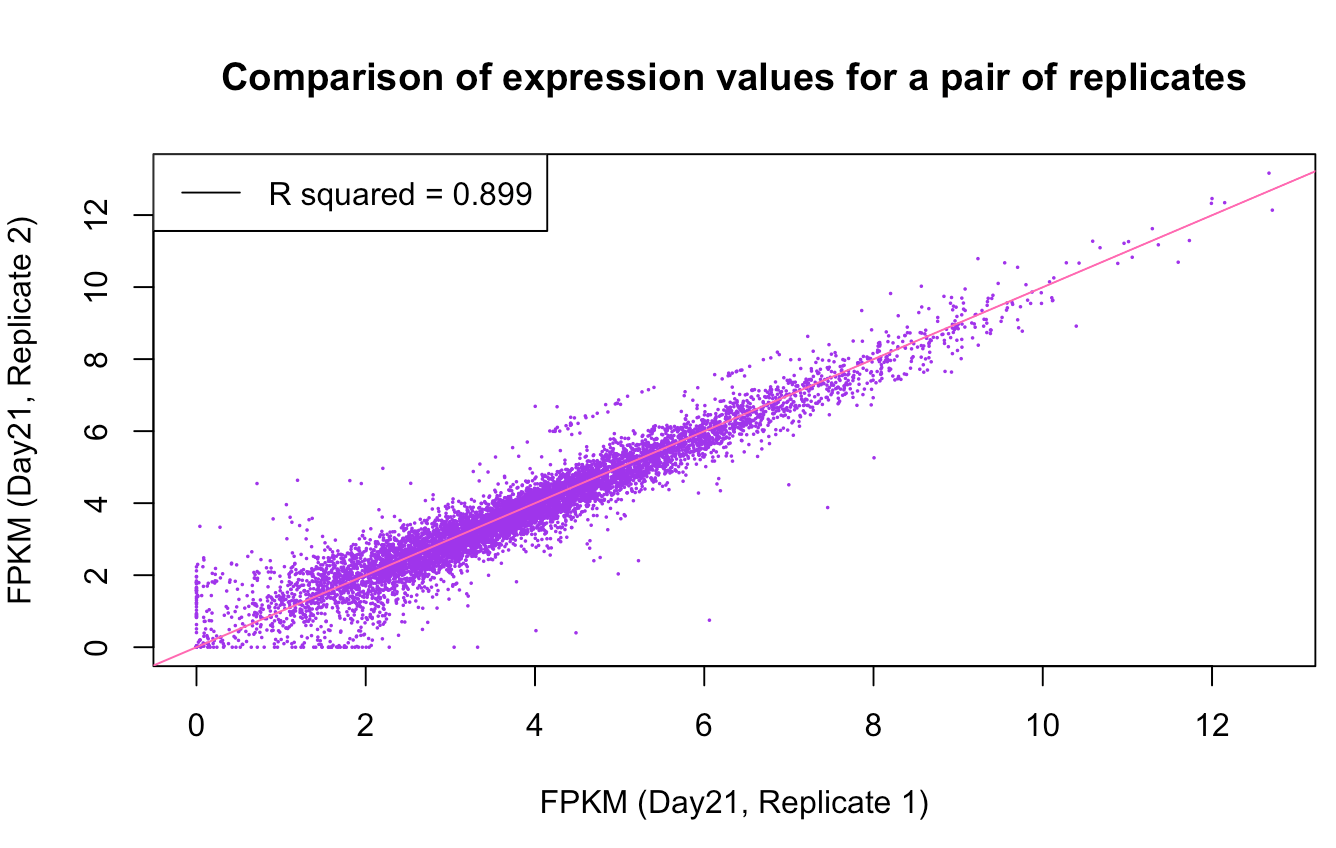 Comparison of expression values for a pair of replicates
R squared = 0.899
FPKM (Day21, Replicate 2)
12
10
8
6
4
2
0
0 2 4 6 8 10 12
FPKM (Day21, Replicate 1)